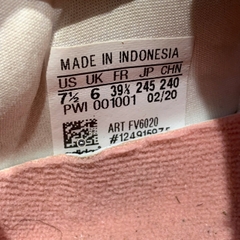 MADE IN INDONESIA
US UK FR JP CHN
7½ 6 39⅓ 245 240
PWI 001001 02/20
ART FV6020